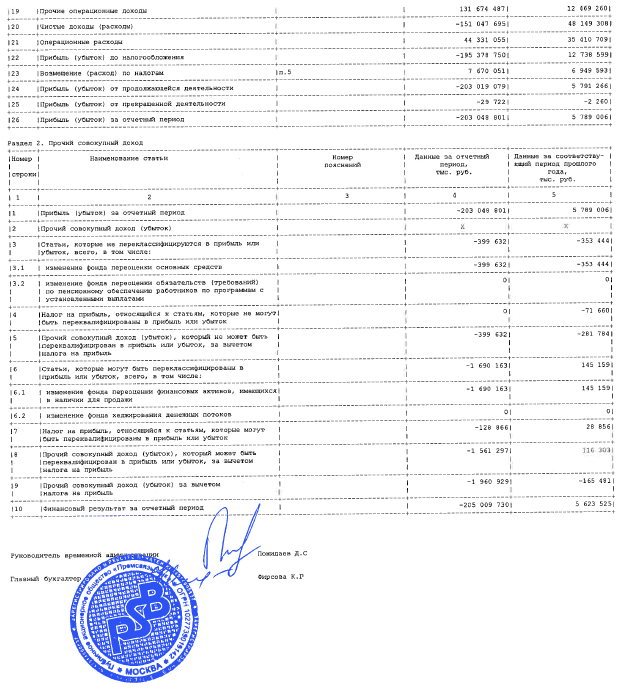 |19 |Прочие операционные доходы | | 131 674 487| 12 469 260|
|20 |Чистые доходы (расходы) | | -151 047 695| 48 149 308|
|21 |Операционные расходы | | 44 331 055| 35 410 709|
|22 |Прибыль (убыток) до налогообложения | | -195 378 750| 12 738 599|
|23 |Возмещение (расход) по налогам |п.5 | 7 670 051| 6 949 593|
|24 |Прибыль (убыток) от продолжающейся деятельности | | -203 019 079| 5 791 266|
|25 |Прибыль (убыток) от прекращенной деятельности | | -29 722| -2 260|
|26 |Прибыль (убыток) за отчетный период | | -203 048 801| 5 789 006|
Раздел 2. Прочий совокупный доход
|Номер | Наименование статьи | Номер | Данные за отчетный |Данные за соответству-|
|строки| | пояснений | период, |ющий период прошлого |
| | | | тыс. руб. | года, |
| | | | | тыс. руб. |
| 1 | 2 | 3 | 4 | 5 |
|1 |Прибыль (убыток) за отчетный период | | -203 048 801| 5 789 006|
|2 |Прочий совокупный доход (убыток) | | X | X |
|3 |Статьи, которые не переклассифицируются в прибыль или | | -399 632| -353 444|
| |убыток, всего, в том числе: | | | |
|3.1 | изменение фонда переоценки основных средств | | -399 632| -353 444|
|3.2 | изменение фонда переоценки обязательств (требований) | | 0| 0|
| | по пенсионному обеспечению работников по программам с | | | |
| | установленными выплатами | | | |
|4 |Налог на прибыль, относящийся к статьям, которые не могут| | 0| -71 660|
| |быть переквалифицированы в прибыль или убыток | | | |
|5 |Прочий совокупный доход (убыток), который не может быть | | -399 632| -281 784|
| |переквалифицирован в прибыль или убыток, за вычетом | | | |
| |налога на прибыль | | | |
|6 |Статьи, которые могут быть переклассифицированы в | | -1 690 163| 145 159|
| |прибыль или убыток, всего, в том числе: | | | |
|6.1 | изменение фонда переоценки финансовых активов, имеющихся| | -1 690 163| 145 159|
| | в наличии для продажи | | | |
|6.2 | изменение фонда хеджирования денежных потоков | | 0| 0|
|7 |Налог на прибыль, относящийся к статьям, которые могут | | -128 866| 28 856|
| |быть переквалифицированы в прибыль или убыток | | | |
|8 |Прочий совокупный доход (убыток), который может быть | | -1 561 297| 116 303|
| |переквалифицирован в прибыль или убыток, за вычетом | | | |
| |налога на прибыль | | | |
|9 |Прочий совокупный доход (убыток) за вычетом | | -1 960 929| -165 481|
| |налога на прибыль | | | |
|10 |Финансовый результат за отчетный период | | -205 009 730| 5 623 525|
Руководитель временной администрации Пожидаев Д.С
Главный бухгалтер Фирсова К.Р
Публичное акционерное общество «Промсвязьбанк»
ОГРН 1027739019142
* МОСКВА *
PSB